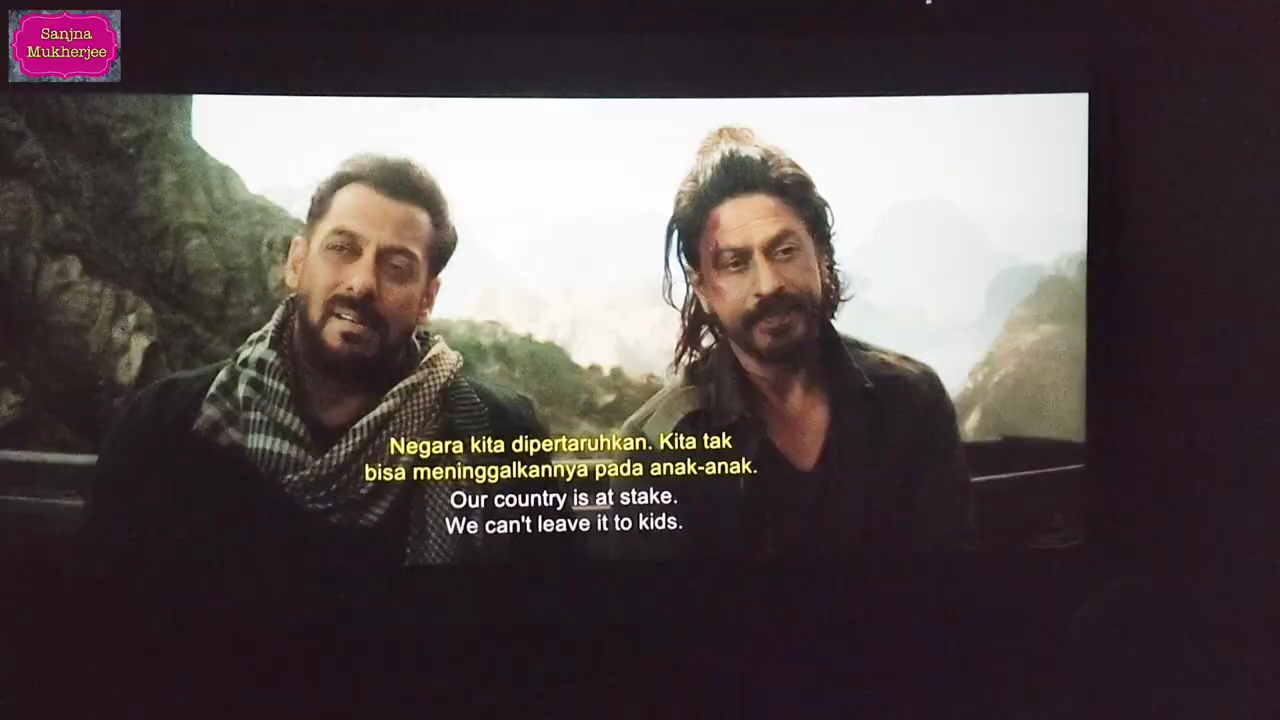 Sanjna
Mukherjee
Negara kita dipertaruhkan. Kita tak
bisa meninggalkannya pada anak-anak.
Our country is at stake.
We can't leave it to kids.